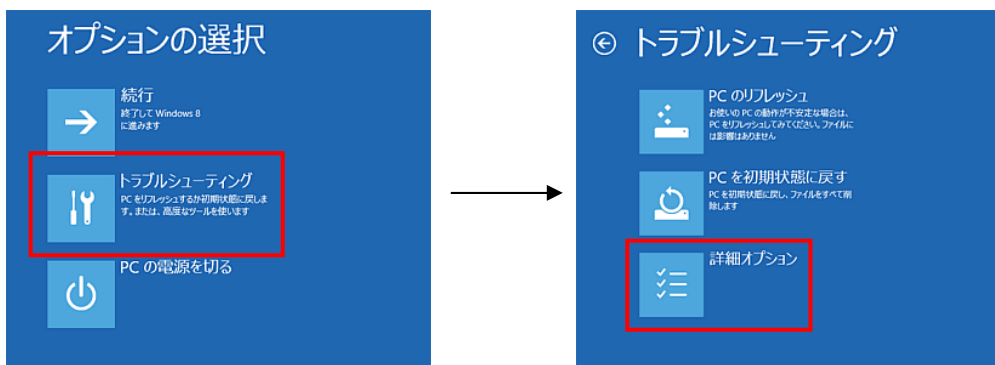 オプションの選択
続行
終了して Windows 8
に進みます
トラブルシューティング
PC をリフレッシュするか初期状態に戻しま
す。または、高度なツールを使います
PC の電源を切る
トラブルシューティング
PC のリフレッシュ
お使いの PC の動作が不安定な場合は、
PC をリフレッシュしてみてください。ファイルに
は影響はありません
PC を初期状態に戻す
PC を初期状態に戻し、ファイルをすべて削
除します
詳細オプション